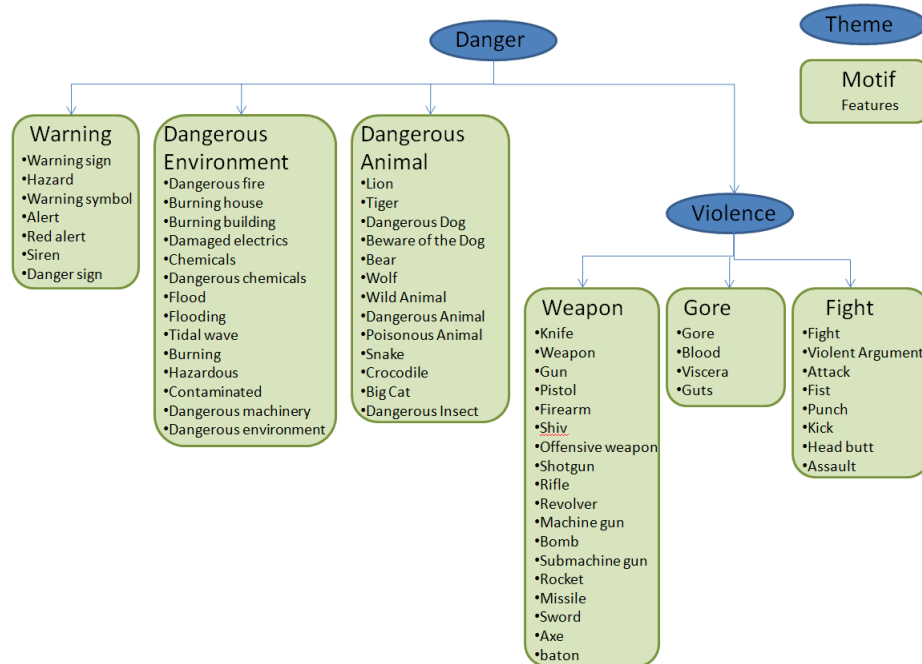 Danger
Theme
Motif
Features
Warning
•Warning sign
•Hazard
•Warning symbol
•Alert
•Red alert
•Siren
•Danger sign
Dangerous
Environment
•Dangerous fire
•Burning house
•Burning building
•Damaged electrics
•Chemicals
•Dangerous chemicals
•Flood
•Flooding
•Tidal wave
•Burning
•Hazardous
•Contaminated
•Dangerous machinery
•Dangerous environment
Dangerous
Animal
•Lion
•Tiger
•Dangerous Dog
•Beware of the Dog
•Bear
•Wolf
•Wild Animal
•Dangerous Animal
•Poisonous Animal
•Snake
•Crocodile
•Big Cat
•Dangerous Insect
Violence
Weapon
•Knife
•Weapon
•Gun
•Pistol
•Firearm
•Shiv
•Offensive weapon
•Shotgun
•Rifle
•Revolver
•Machine gun
•Bomb
•Submachine gun
•Rocket
•Missile
•Sword
•Axe
•baton
Gore
•Gore
•Blood
•Viscera
•Guts
Fight
•Fight
•Violent Argument
•Attack
•Fist
•Punch
•Kick
•Head butt
•Assault